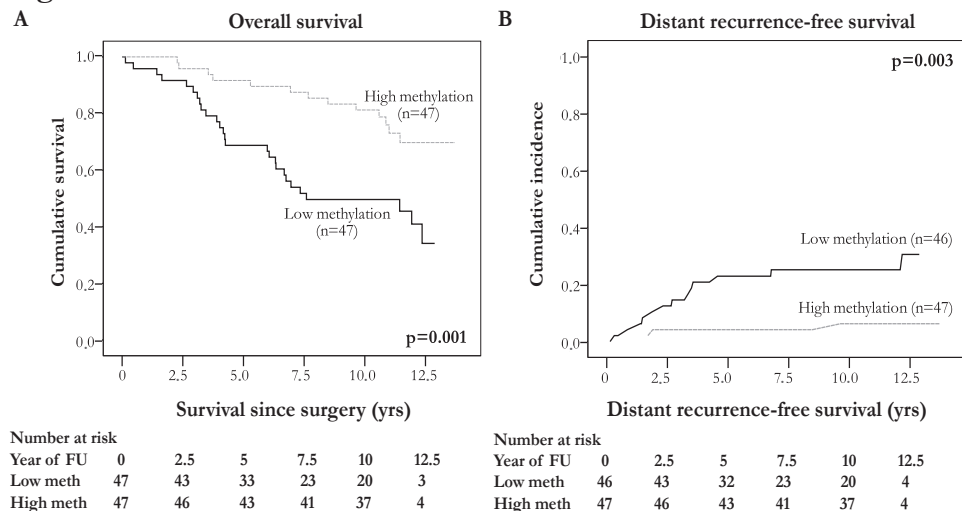 A
Overall survival
1.0
0.8
0.6
0.4
0.2
0.0
Cumulative survival
High methylation
(n=47)
Low methylation
(n=47)
p=0.001
0 2.5 5.0 7.5 10.0 12.5
Survival since surgery (yrs)
Number at risk
Year of FU 0 2.5 5 7.5 10 12.5
Low meth 47 43 33 23 20 3
High meth 47 46 43 41 37 4
B
Distant recurrence-free survival
p=0.003
1.0
0.8
0.6
0.4
0.2
0.0
Cumulative incidence
Low methylation (n=46)
High methylation (n=47)
0 2.5 5.0 7.5 10.0 12.5
Distant recurrence-free survival (yrs)
Number at risk
Year of FU 0 2.5 5 7.5 10 12.5
Low meth 46 43 32 23 20 4
High meth 47 46 43 41 37 4